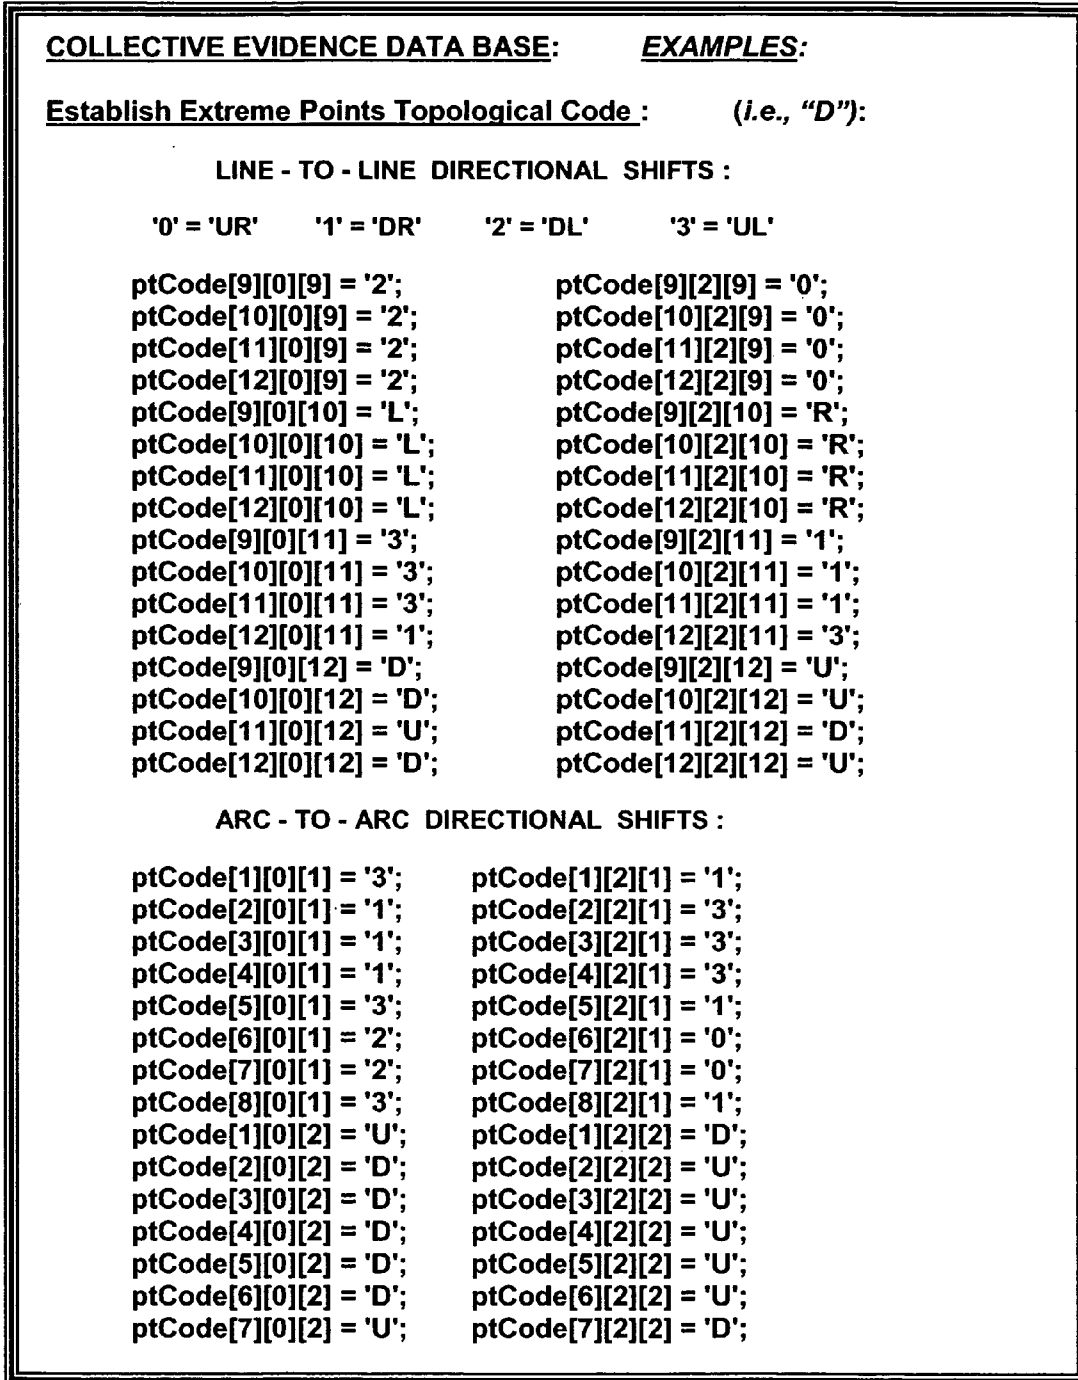 COLLECTIVE EVIDENCE DATA BASE: EXAMPLES:
Establish Extreme Points Topological Code : (i.e., “D”):
LINE - TO - LINE DIRECTIONAL SHIFTS :
'0' = 'UR' '1' = 'DR' '2' = 'DL' '3' = 'UL'
ptCode[9][0][9] = '2'; ptCode[9][2][9] = '0';
ptCode[10][0][9] = '2'; ptCode[10][2][9] = '0';
ptCode[11][0][9] = '2'; ptCode[11][2][9] = '0';
ptCode[12][0][9] = '2'; ptCode[12][2][9] = '0';
ptCode[9][0][10] = 'L'; ptCode[9][2][10] = 'R';
ptCode[10][0][10] = 'L'; ptCode[10][2][10] = 'R';
ptCode[11][0][10] = 'L'; ptCode[11][2][10] = 'R';
ptCode[12][0][10] = 'L'; ptCode[12][2][10] = 'R';
ptCode[9][0][11] = '3'; ptCode[9][2][11] = '1';
ptCode[10][0][11] = '3'; ptCode[10][2][11] = '1';
ptCode[11][0][11] = '3'; ptCode[11][2][11] = '1';
ptCode[12][0][11] = '1'; ptCode[12][2][11] = '3';
ptCode[9][0][12] = 'D'; ptCode[9][2][12] = 'U';
ptCode[10][0][12] = 'D'; ptCode[10][2][12] = 'U';
ptCode[11][0][12] = 'U'; ptCode[11][2][12] = 'D';
ptCode[12][0][12] = 'D'; ptCode[12][2][12] = 'U';
ARC - TO - ARC DIRECTIONAL SHIFTS :
ptCode[1][0][1] = '3'; ptCode[1][2][1] = '1';
ptCode[2][0][1] = '1'; ptCode[2][2][1] = '3';
ptCode[3][0][1] = '1'; ptCode[3][2][1] = '3';
ptCode[4][0][1] = '1'; ptCode[4][2][1] = '3';
ptCode[5][0][1] = '3'; ptCode[5][2][1] = '1';
ptCode[6][0][1] = '2'; ptCode[6][2][1] = '0';
ptCode[7][0][1] = '2'; ptCode[7][2][1] = '0';
ptCode[8][0][1] = '3'; ptCode[8][2][1] = '1';
ptCode[1][0][2] = 'U'; ptCode[1][2][2] = 'D';
ptCode[2][0][2] = 'D'; ptCode[2][2][2] = 'U';
ptCode[3][0][2] = 'D'; ptCode[3][2][2] = 'U';
ptCode[4][0][2] = 'D'; ptCode[4][2][2] = 'U';
ptCode[5][0][2] = 'D'; ptCode[5][2][2] = 'U';
ptCode[6][0][2] = 'D'; ptCode[6][2][2] = 'U';
ptCode[7][0][2] = 'U'; ptCode[7][2][2] = 'D';